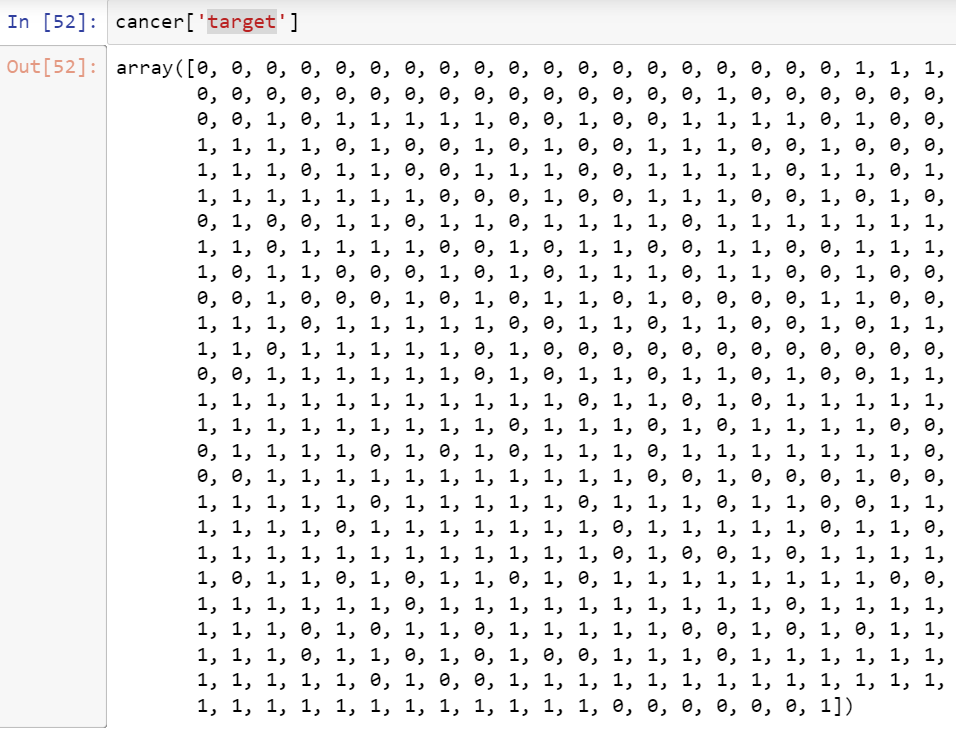 In [52]: cancer['target']
Out[52]: array([0, 0, 0, 0, 0, 0, 0, 0, 0, 0, 0, 0, 0, 0, 0, 0, 0, 0, 0, 1, 1, 1,
0, 0, 0, 0, 0, 0, 0, 0, 0, 0, 0, 0, 0, 0, 0, 1, 0, 0, 0, 0, 0, 0,
0, 0, 1, 0, 1, 1, 1, 1, 1, 0, 0, 1, 0, 0, 1, 1, 1, 1, 0, 1, 0, 0,
1, 1, 1, 1, 0, 1, 0, 0, 1, 0, 1, 0, 0, 1, 1, 1, 0, 0, 1, 0, 0, 0,
1, 1, 1, 0, 1, 1, 0, 0, 1, 1, 1, 0, 0, 1, 1, 1, 1, 0, 1, 1, 0, 1,
1, 1, 1, 1, 1, 1, 1, 0, 0, 0, 1, 0, 0, 1, 1, 1, 0, 0, 1, 0, 1, 0,
0, 1, 0, 0, 1, 1, 0, 1, 1, 0, 1, 1, 1, 1, 0, 1, 1, 1, 1, 1, 1, 1,
1, 1, 0, 1, 1, 1, 1, 0, 0, 1, 0, 1, 1, 0, 0, 1, 1, 0, 0, 1, 1, 1,
1, 0, 1, 1, 0, 0, 0, 1, 0, 1, 0, 1, 1, 1, 0, 1, 1, 0, 0, 1, 0, 0,
0, 0, 1, 0, 0, 0, 1, 0, 1, 0, 1, 1, 0, 1, 0, 0, 0, 0, 1, 1, 0, 0,
1, 1, 1, 0, 1, 1, 1, 1, 1, 0, 0, 1, 1, 0, 1, 1, 0, 0, 1, 0, 1, 1,
1, 1, 0, 1, 1, 1, 1, 1, 0, 1, 0, 0, 0, 0, 0, 0, 0, 0, 0, 0, 0, 0,
0, 0, 1, 1, 1, 1, 1, 1, 0, 1, 0, 1, 1, 0, 1, 1, 0, 1, 0, 0, 1, 1,
1, 1, 1, 1, 1, 1, 1, 1, 1, 1, 1, 0, 1, 1, 0, 1, 0, 1, 1, 1, 1, 1,
1, 1, 1, 1, 1, 1, 1, 1, 1, 0, 1, 1, 1, 0, 1, 0, 1, 1, 1, 1, 0, 0,
0, 1, 1, 1, 1, 0, 1, 0, 1, 0, 1, 1, 1, 0, 1, 1, 1, 1, 1, 1, 1, 0,
0, 0, 1, 1, 1, 1, 1, 1, 1, 1, 1, 1, 1, 0, 0, 1, 0, 0, 0, 1, 0, 0,
1, 1, 1, 1, 1, 0, 1, 1, 1, 1, 1, 0, 1, 1, 1, 0, 1, 1, 0, 0, 1, 1,
1, 1, 1, 1, 0, 1, 1, 1, 1, 1, 1, 1, 0, 1, 1, 1, 1, 1, 0, 1, 1, 0,
1, 1, 1, 1, 1, 1, 1, 1, 1, 1, 1, 1, 0, 1, 0, 0, 1, 0, 1, 1, 1, 1,
1, 0, 1, 1, 0, 1, 0, 1, 1, 0, 1, 0, 1, 1, 1, 1, 1, 1, 1, 1, 0, 0,
1, 1, 1, 1, 1, 1, 0, 1, 1, 1, 1, 1, 1, 1, 1, 1, 1, 0, 1, 1, 1, 1,
1, 1, 1, 0, 1, 0, 1, 1, 0, 1, 1, 1, 1, 1, 0, 0, 1, 0, 1, 0, 1, 1,
1, 1, 1, 0, 1, 1, 0, 1, 0, 1, 0, 0, 1, 1, 1, 0, 1, 1, 1, 1, 1, 1,
1, 1, 1, 1, 1, 0, 1, 0, 0, 1, 1, 1, 1, 1, 1, 1, 1, 1, 1, 1, 1, 1,
1, 1, 1, 1, 1, 1, 1, 1, 1, 1, 1, 1, 0, 0, 0, 0, 0, 0, 1])